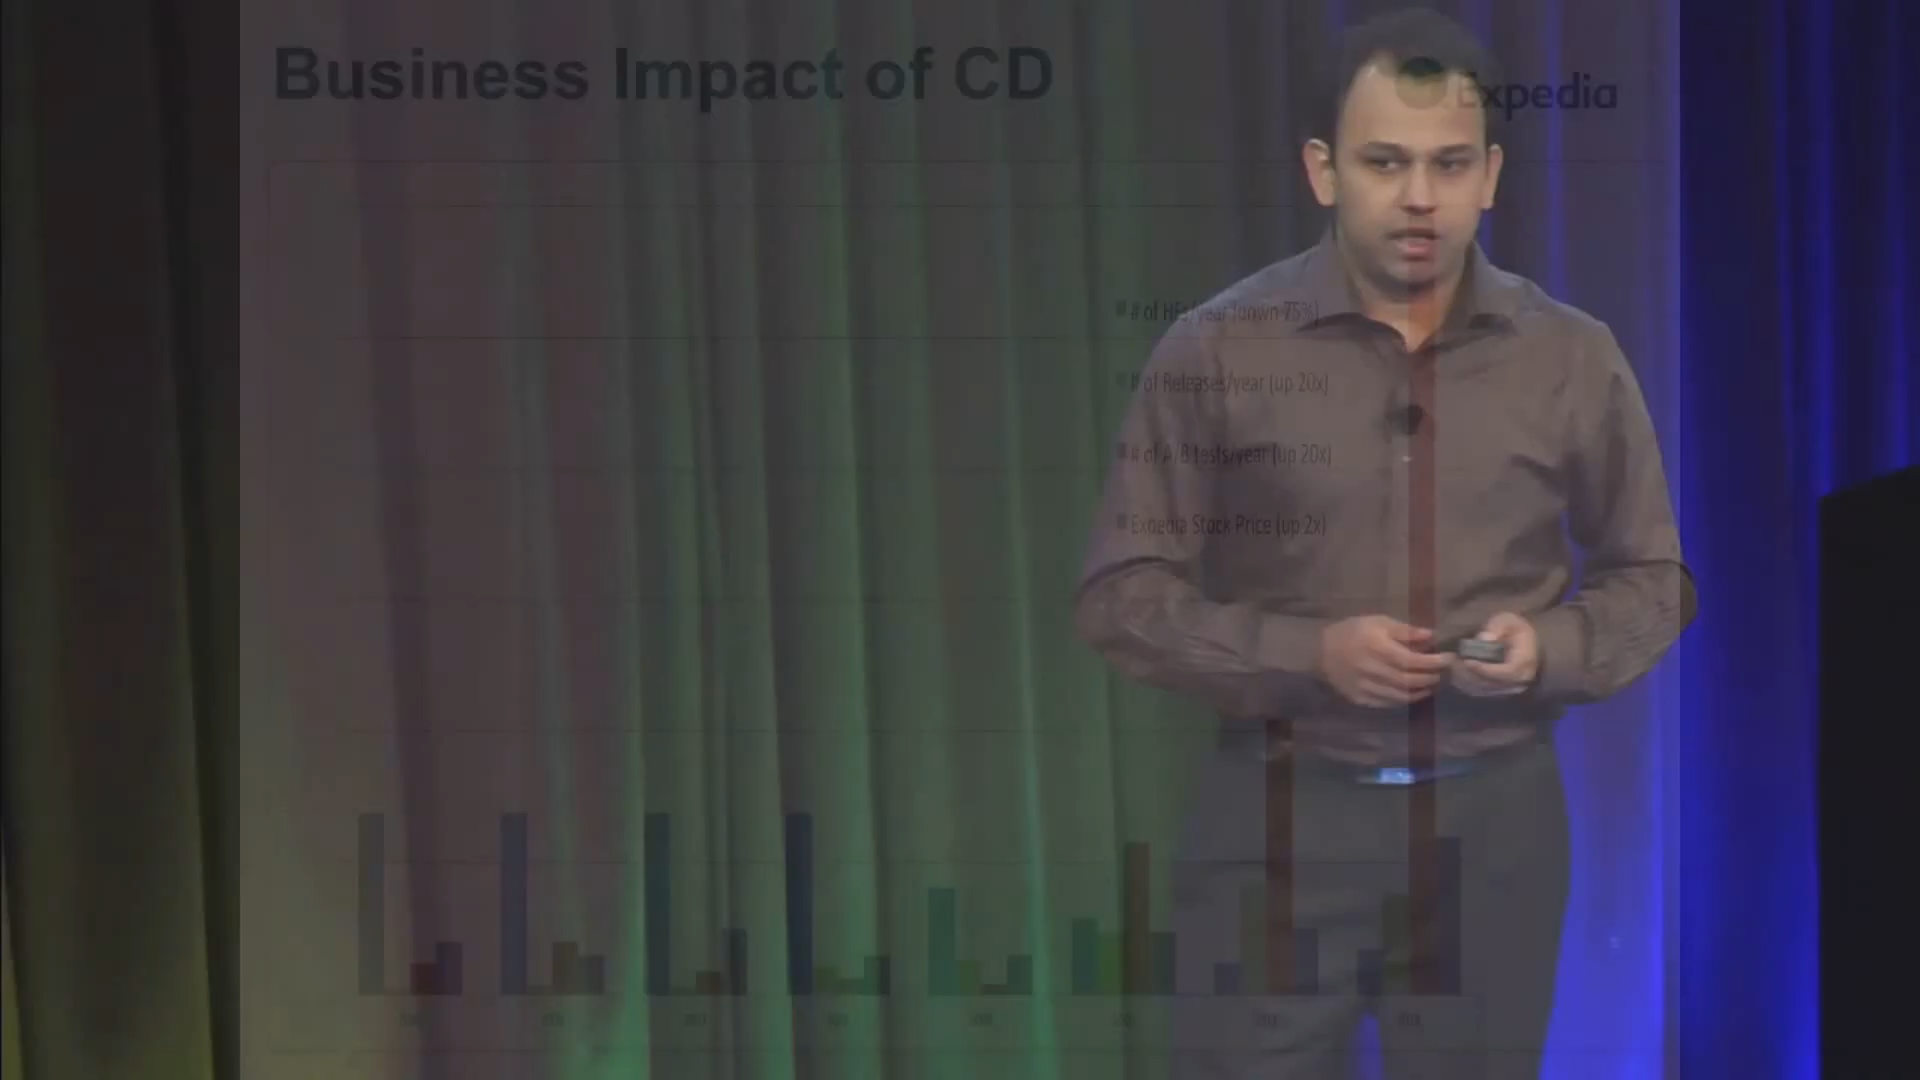 Business Impact of CD
Expedia
# of HFs/year (down 75%)
# of Releases/year (up 20x)
# of A/B tests/year (up 20x)
Expedia Stock Price (up 2x)